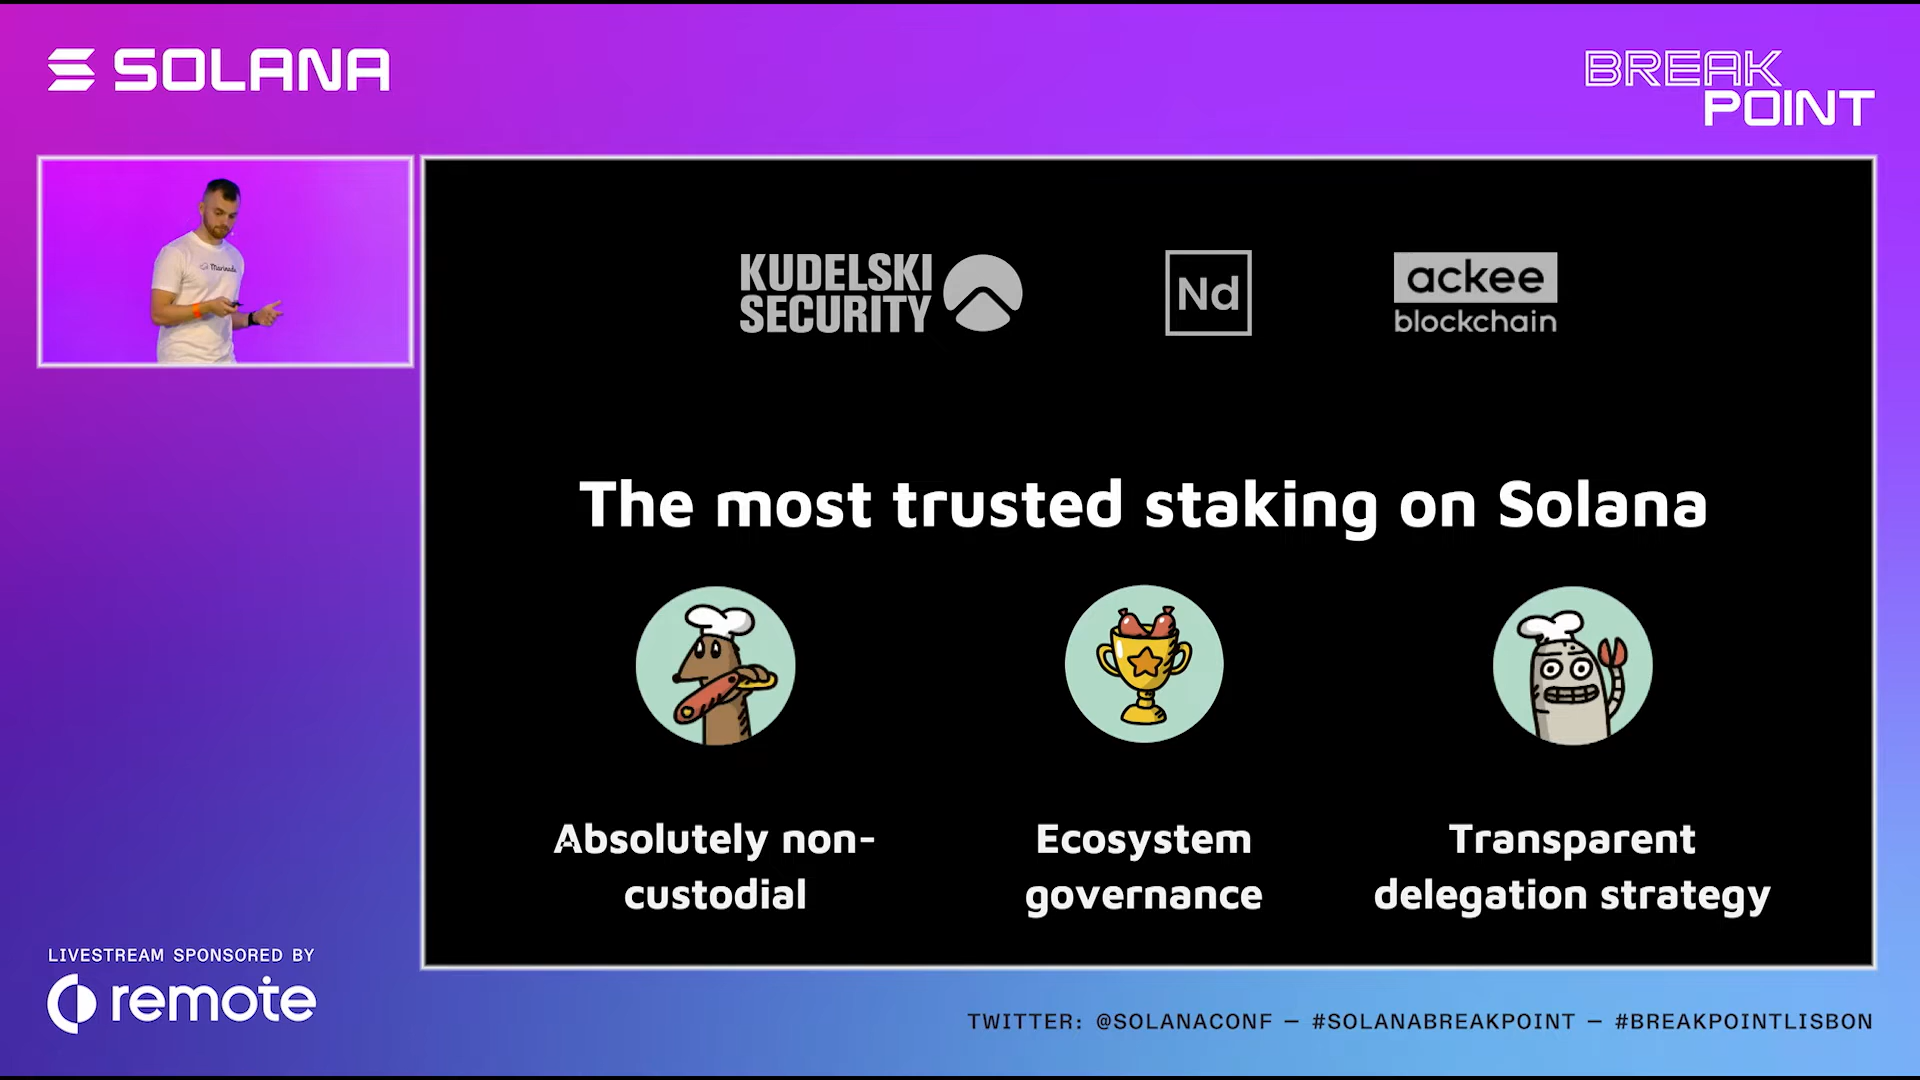 SOLANA
BREAK
POINT
Marinade
KUDELSKI
SECURITY
Nd
ackee
blockchain
The most trusted staking on Solana
Absolutely non-
custodial
Ecosystem
governance
Transparent
delegation strategy
LIVESTREAM SPONSORED BY
remote
TWITTER: @SOLANACONF — #SOLANABREAKPOINT — #BREAKPOINTLISBON